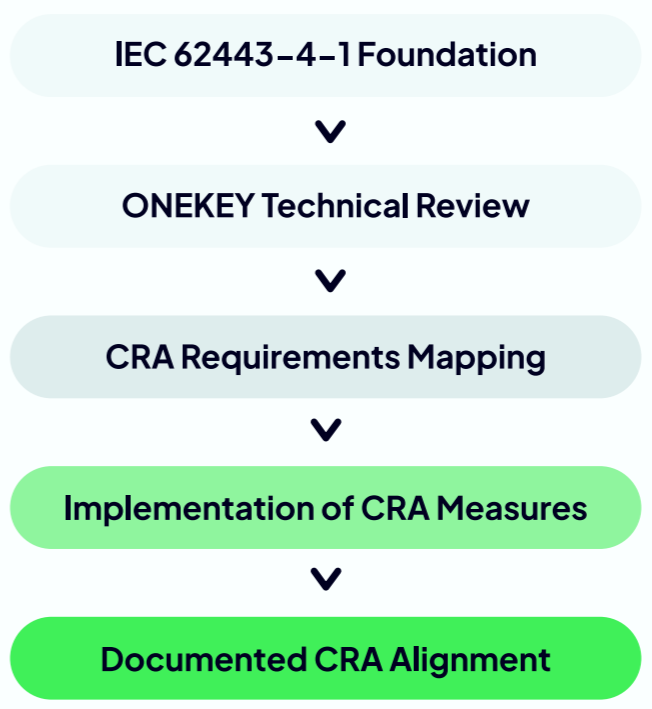 IEC 62443-4-1 Foundation
ONEKEY Technical Review
CRA Requirements Mapping
Implementation of CRA Measures
Documented CRA Alignment